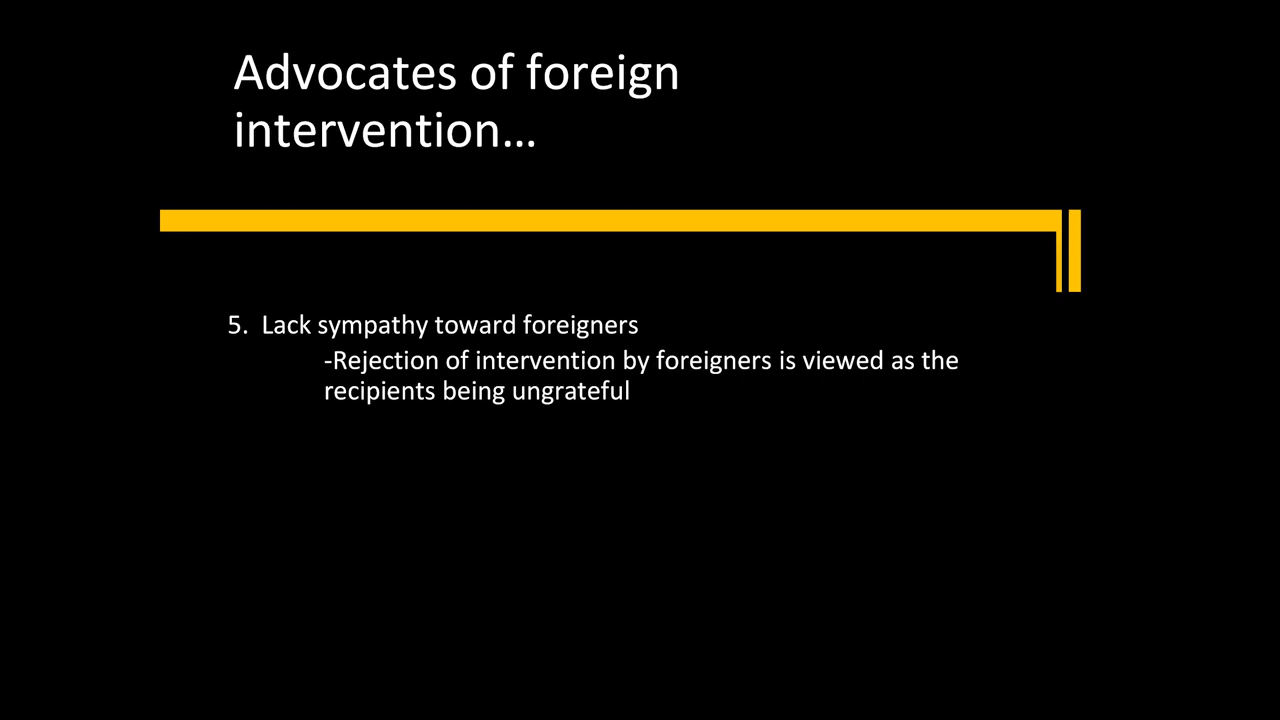 Advocates of foreign
intervention…
5. Lack sympathy toward foreigners
-Rejection of intervention by foreigners is viewed as the
recipients being ungrateful